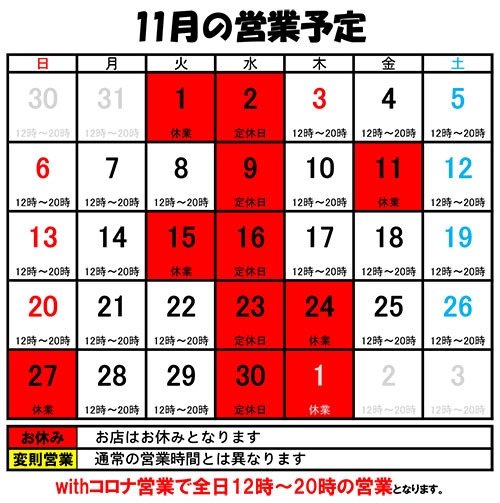 11月の営業予定
日 月 火 水 木 金 土
30 31 1 2 3 4 5
12時～20時 12時～20時 休業 定休日 12時～20時 12時～20時 12時～20時
6 7 8 9 10 11 12
12時～20時 12時～20時 12時～20時 定休日 12時～20時 休業 12時～20時
13 14 15 16 17 18 19
12時～20時 12時～20時 休業 定休日 12時～20時 12時～20時 12時～20時
20 21 22 23 24 25 26
12時～20時 12時～20時 12時～20時 定休日 休業 12時～20時 12時～20時
27 28 29 30 1 2 3
休業 12時～20時 12時～20時 定休日 休業 12時～20時 12時～20時
お休み お店はお休みとなります
変則営業 通常の営業時間とは異なります
withコロナ営業で全日12時～20時の営業となります。